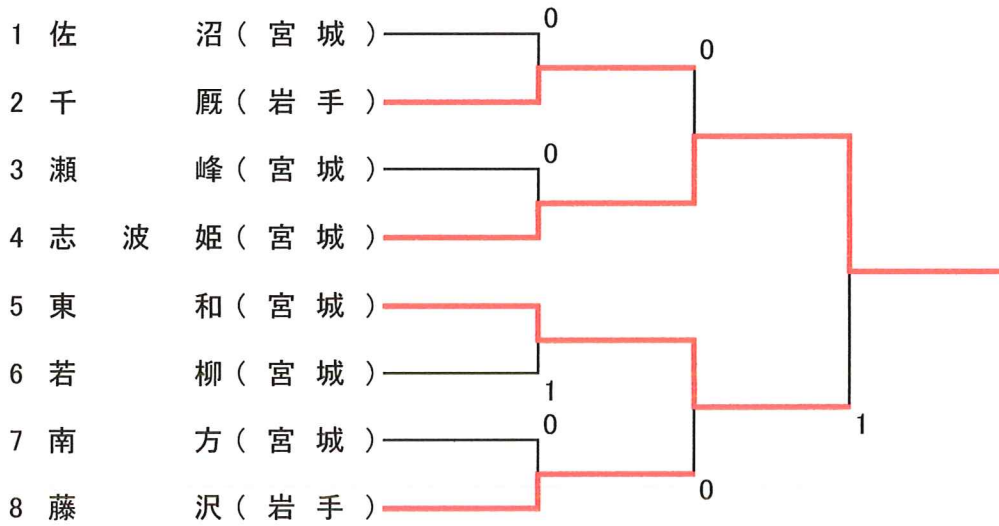 0
1 佐沼(宮城)
0
2 千厩(岩手)
0
3 瀬峰(宮城)
4 志波姫(宮城)
5 東和(宮城)
6 若柳(宮城)
1
1
0
7 南方(宮城)
0
8 藤沢(岩手)